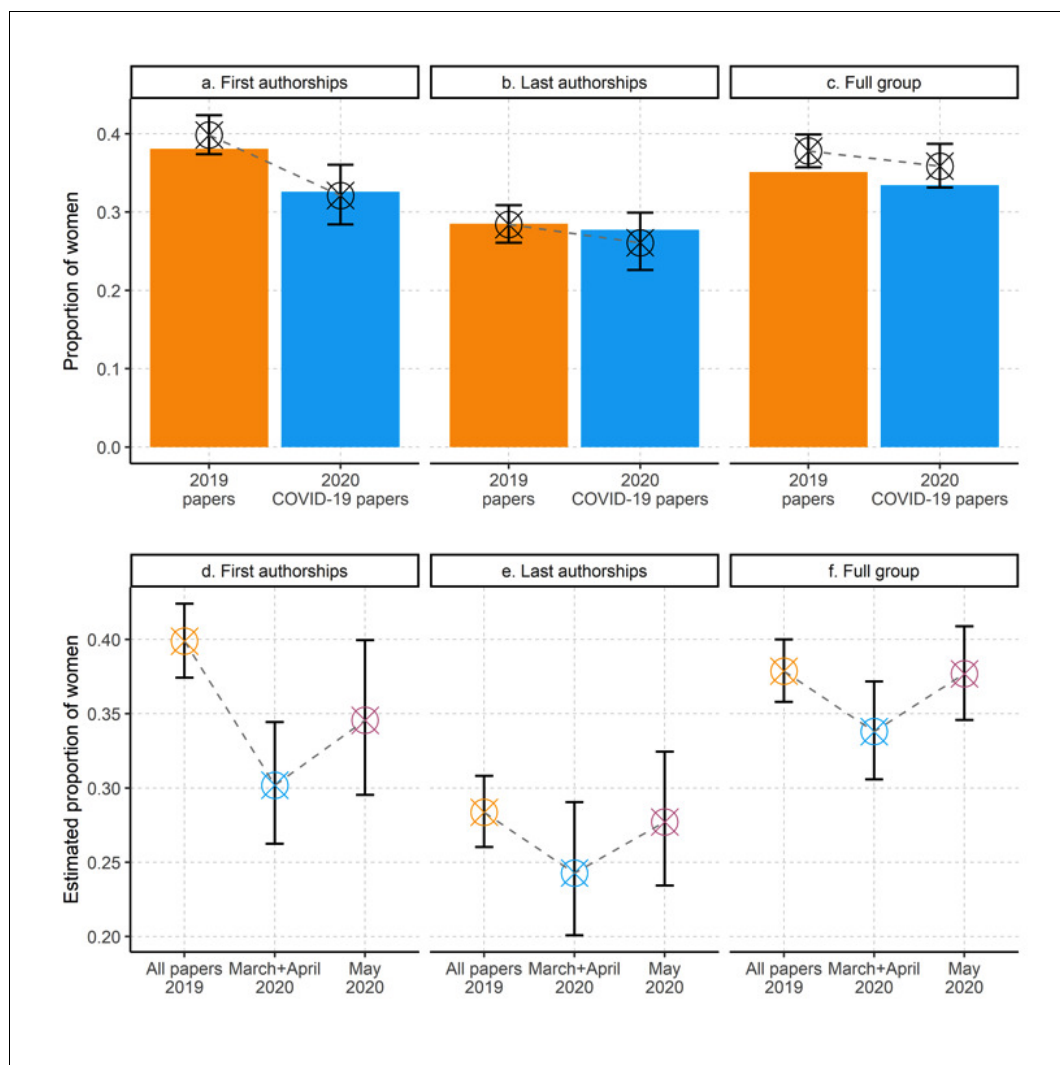 a. First authorships
b. Last authorships
c. Full group
Proportion of women
0.4
0.3
0.2
0.1
0.0
2019
papers
2020
COVID-19 papers
2019
papers
2020
COVID-19 papers
2019
papers
2020
COVID-19 papers
d. First authorships
e. Last authorships
f. Full group
Estimated proportion of women
0.40
0.35
0.30
0.25
0.20
All papers
2019
March+April
2020
May
2020
All papers
2019
March+April
2020
May
2020
All papers
2019
March+April
2020
May
2020